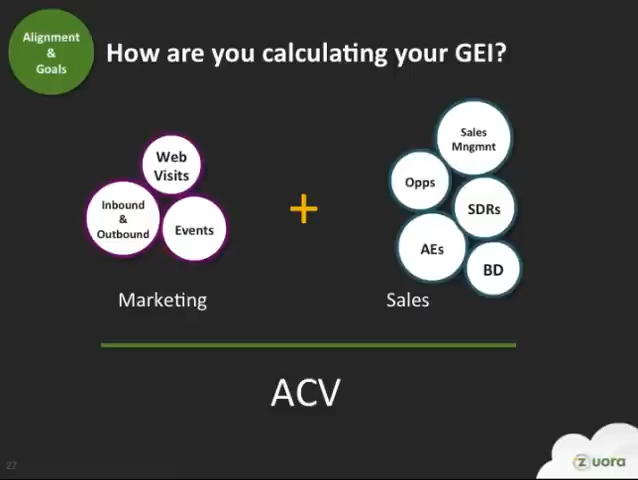 Alignment
&
Goals
How are you calculating your GEI?
Web
Visits
Inbound
&
Outbound
Events
+
Sales
Mngmnt
Opps
SDRs
AEs
BD
Marketing
Sales
ACV
27
zuora